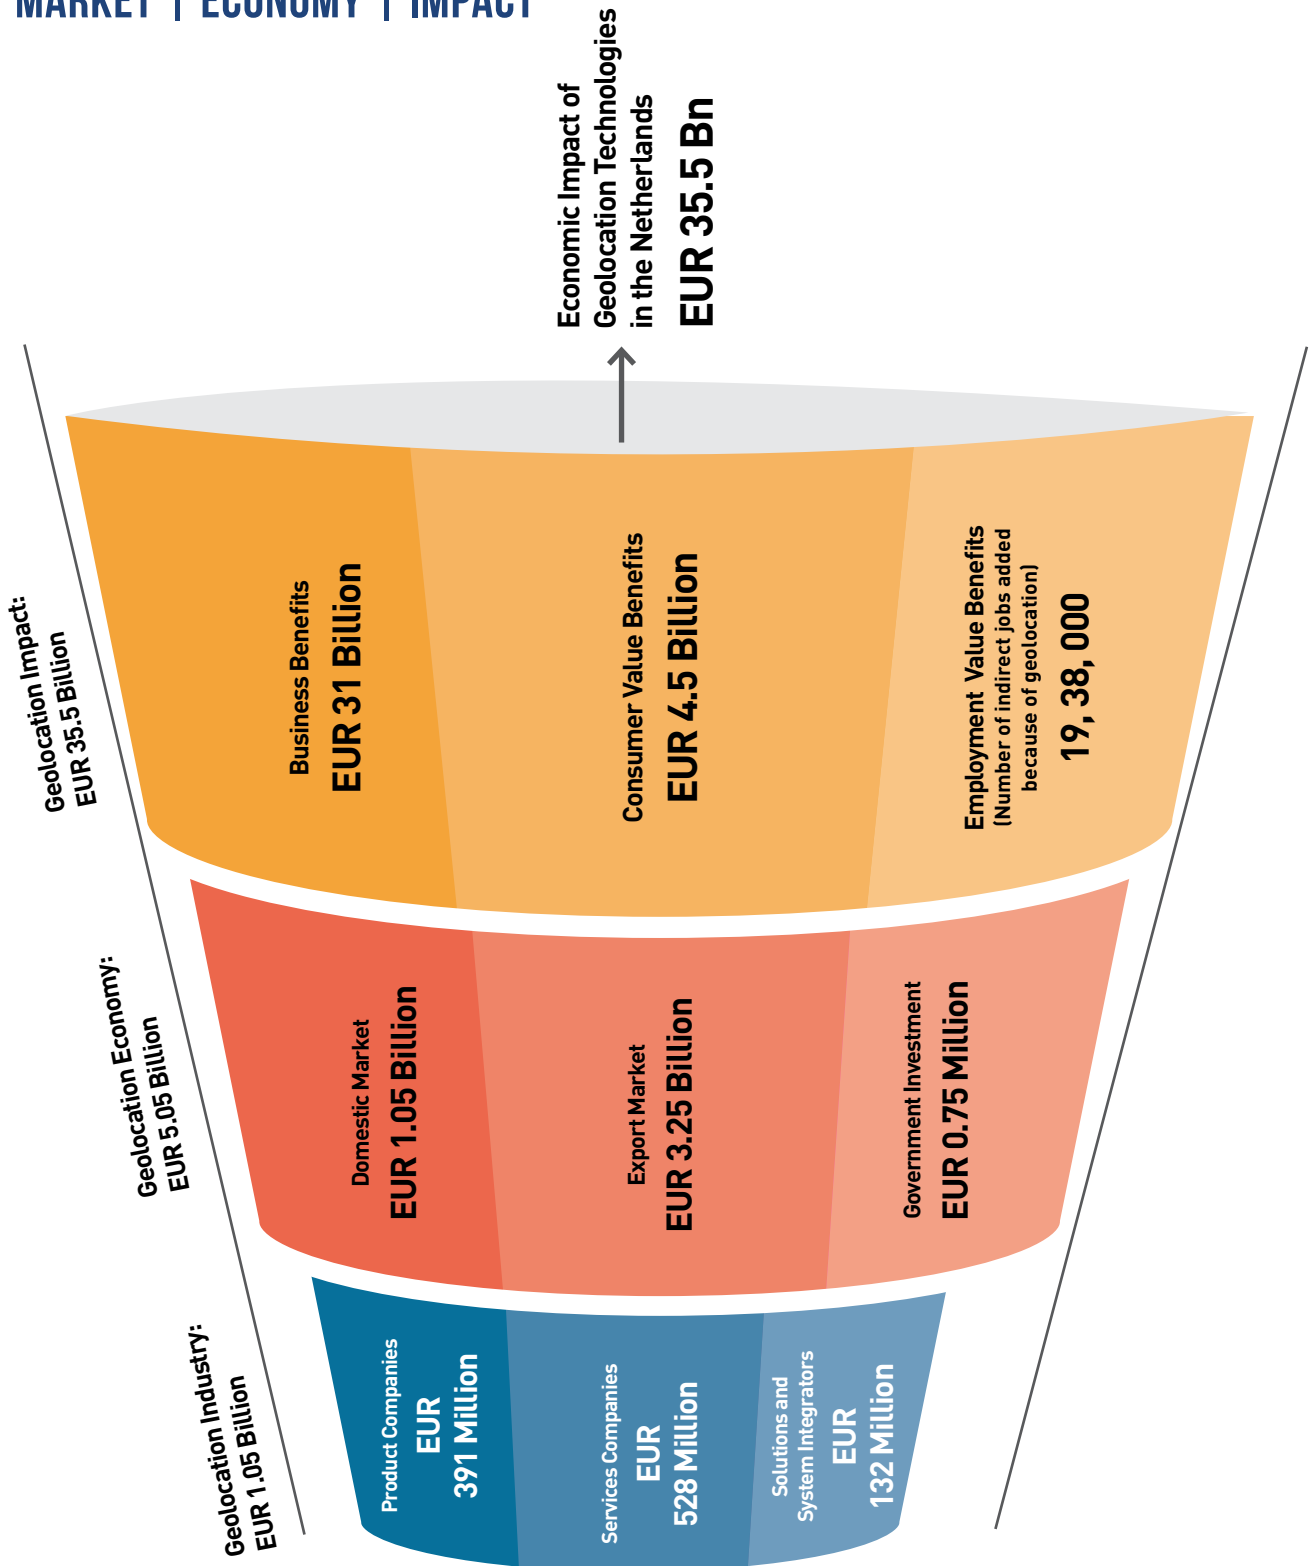 MARKET | ECONOMY | IMPACT
Economic Impact of
Geolocation Technologies
in the Netherlands
EUR 35.5 Bn
Geolocation Impact:
EUR 35.5 Billion
Business Benefits
EUR 31 Billion
Consumer Value Benefits
EUR 4.5 Billion
Employment Value Benefits
(Number of indirect jobs added
because of geolocation)
19, 38, 000
Geolocation Economy:
EUR 5.05 Billion
Domestic Market
EUR 1.05 Billion
Export Market
EUR 3.25 Billion
Government Investment
EUR 0.75 Million
Geolocation Industry:
EUR 1.05 Billion
Product Companies
EUR
391 Million
Services Companies
EUR
528 Million
Solutions and
System Integrators
EUR
132 Million